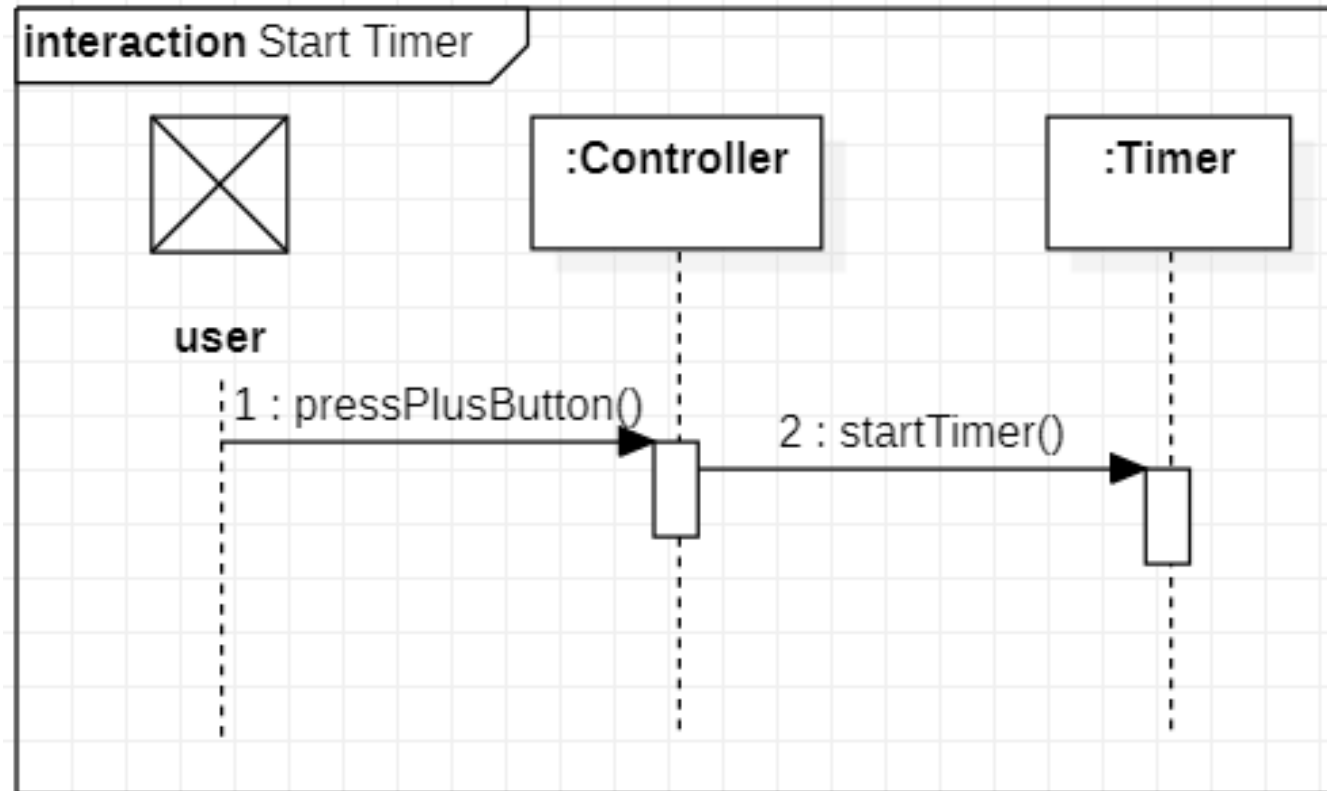 interaction Start Timer
:Controller
:Timer
user
1 : pressPlusButton()
2 : startTimer()